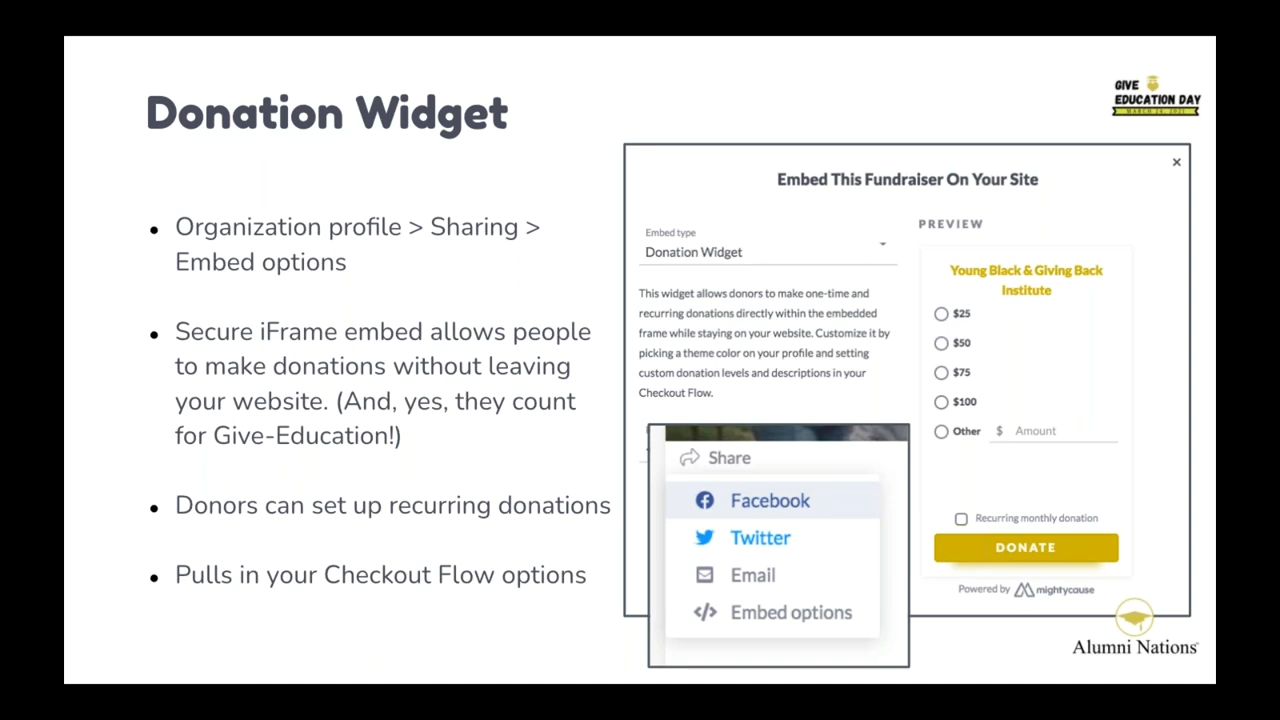 Donation Widget
GIVE
EDUCATION DAY
Organization profile > Sharing >
Embed options
Secure iFrame embed allows people
to make donations without leaving
your website. (And, yes, they count
for Give-Education!)
Donors can set up recurring donations
Pulls in your Checkout Flow options
×
Embed This Fundraiser On Your Site
Embed type
Donation Widget
This widget allows donors to make one-time and
recurring donations directly within the embedded
frame while staying on your website. Customize it by
picking a theme color on your profile and setting
custom donation levels and descriptions in your
Checkout Flow.
PREVIEW
Young Black & Giving Back
Institute
$25
$50
$75
$100
Other $ Amount
Recurring monthly donation
DONATE
Powered by mightycause
Share
Facebook
Twitter
Email
</> Embed options
Alumni Nations